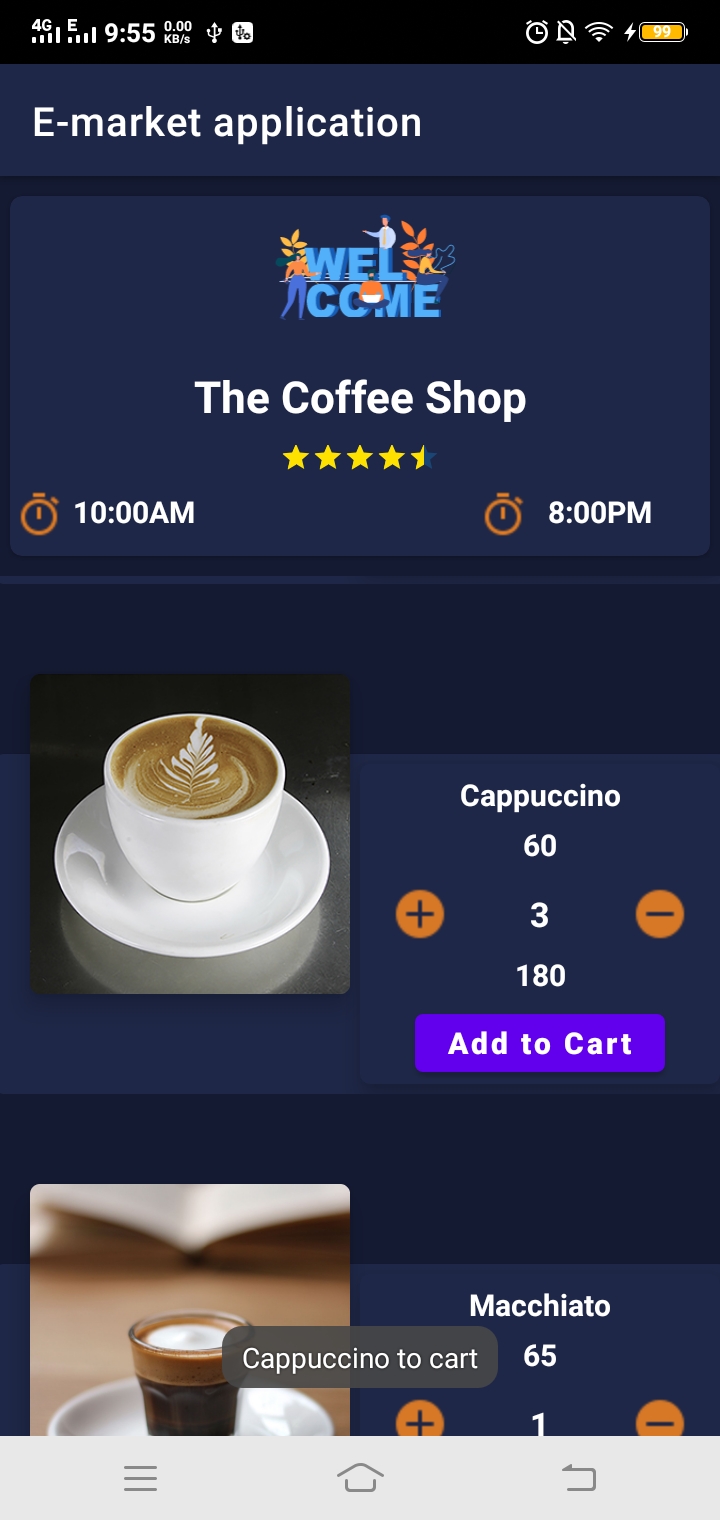 4G E 9:55 0.00 KB/s 99
E-market application
WEL
COME
The Coffee Shop
10:00AM 8:00PM
Cappuccino
60
3
180
Add to Cart
Macchiato
65
Cappuccino to cart
1